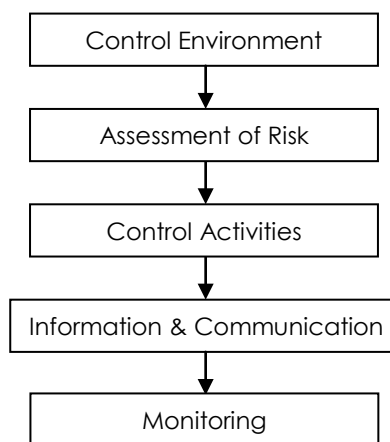 Control Environment
Assessment of Risk
Control Activities
Information & Communication
Monitoring